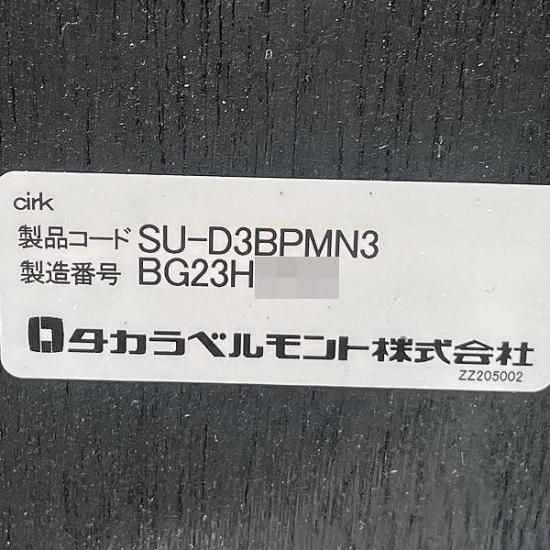 cirk
製品コード SU-D3BPMN3
製造番号 BG23H
タカラベルモント株式会社
ZZ205002